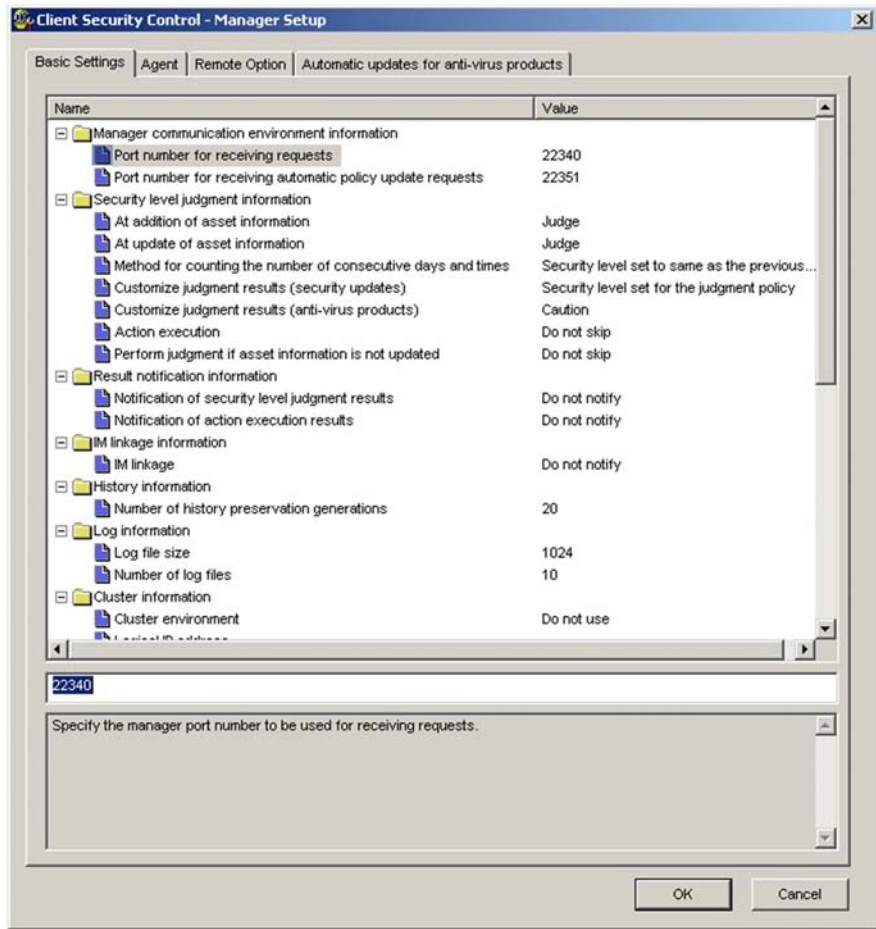 Client Security Control - Manager Setup
Basic Settings Agent Remote Option Automatic updates for anti-virus products
Name Value
Manager communication environment information
Port number for receiving requests 22340
Port number for receiving automatic policy update requests 22351
Security level judgment information
At addition of asset information Judge
At update of asset information Judge
Method for counting the number of consecutive days and times Security level set to same as the previous...
Customize judgment results (security updates) Security level set for the judgment policy
Customize judgment results (anti-virus products) Caution
Action execution Do not skip
Perform judgment if asset information is not updated Do not skip
Result notification information
Notification of security level judgment results Do not notify
Notification of action execution results Do not notify
IM linkage information
IM linkage Do not notify
History information
Number of history preservation generations 20
Log information
Log file size 1024
Number of log files 10
Cluster information
Cluster environment Do not use
22340
Specify the manager port number to be used for receiving requests.
OK Cancel